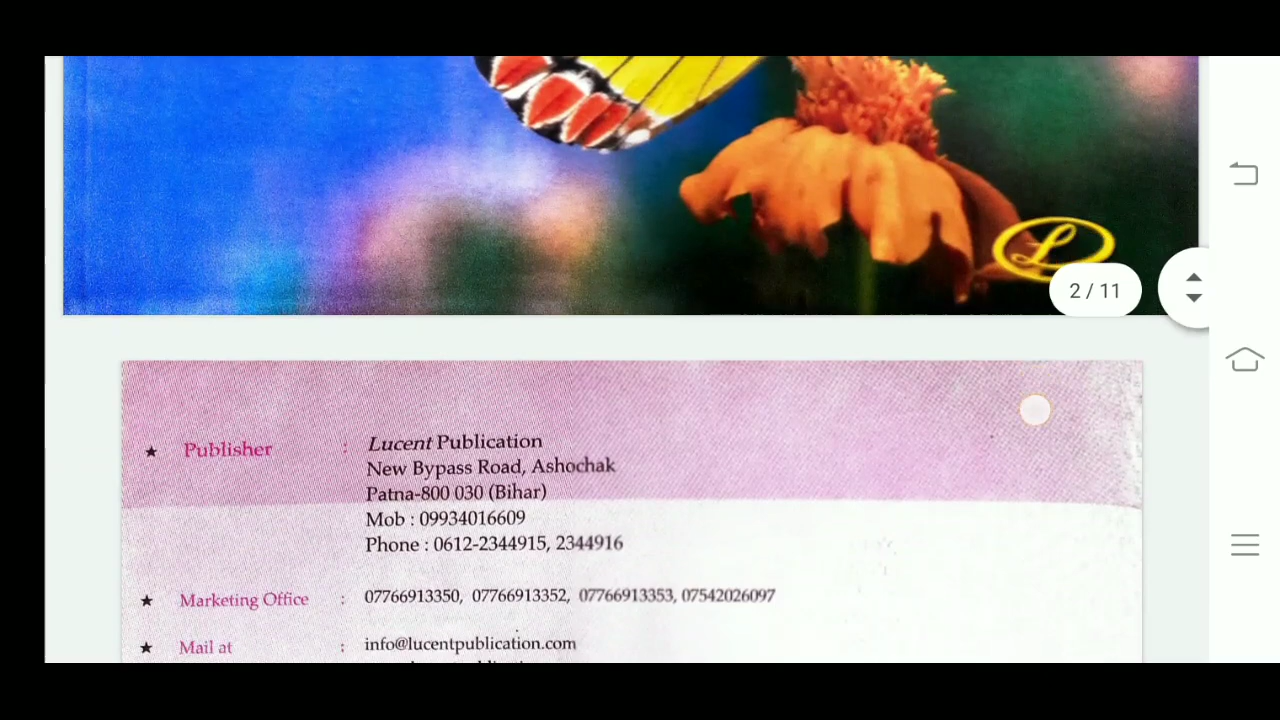 L
2 / 11
★ Publisher : Lucent Publication
New Bypass Road, Ashochak
Patna-800 030 (Bihar)
Mob : 09934016609
Phone : 0612-2344915, 2344916
★ Marketing Office : 07766913350, 07766913352, 07766913353, 07542026097
★ Mail at : info@lucentpublication.com